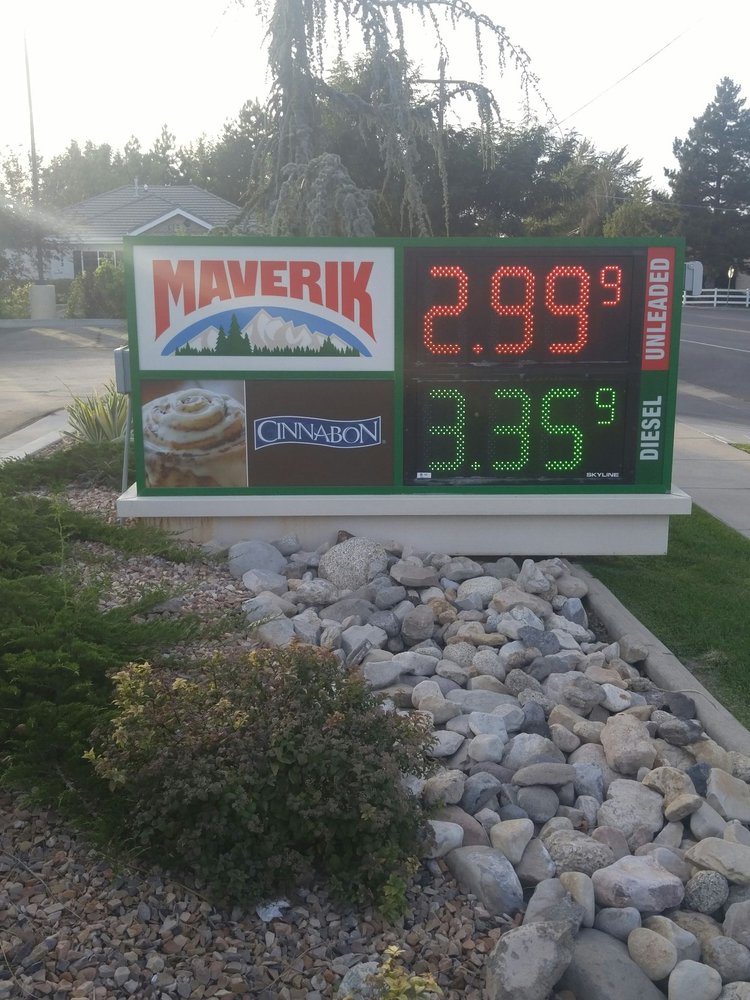 MAVERIK
2.99 9
UNLEADED
CINNABON
3.35 9
DIESEL
SKYLINE